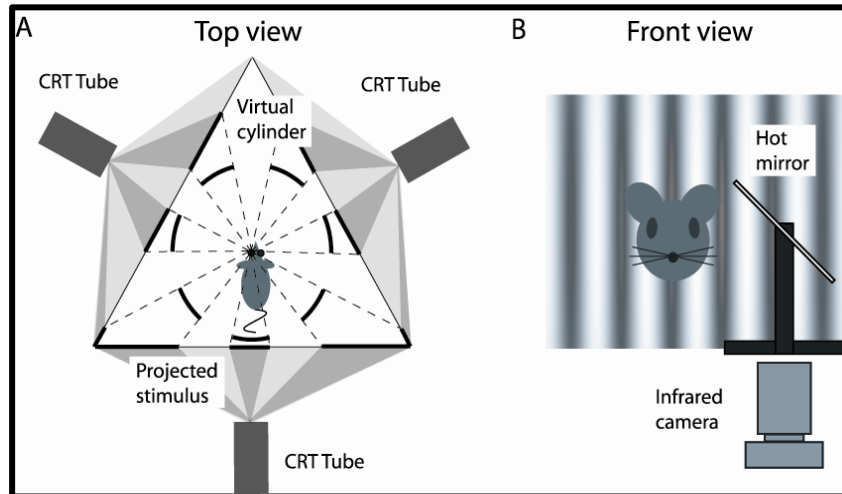 A
Top view
CRT Tube
CRT Tube
Virtual
cylinder
Projected
stimulus
CRT Tube
B
Front view
Hot
mirror
Infrared
camera